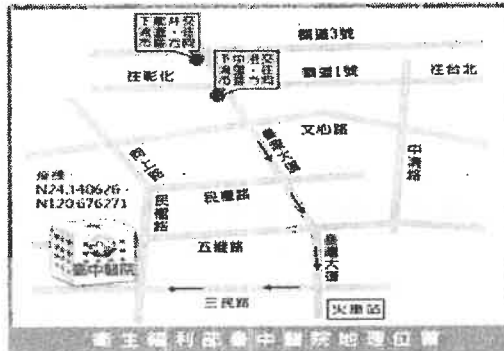 國道3號
往彰化
國道1號
往台北
文心路
中清路
向上路
臺灣大道
座標:
N24.140626
N120.676271
民權路
民權路
五權路
臺灣大道
臺中醫院
三民路
火車站
衛生福利部臺中醫院地理位置